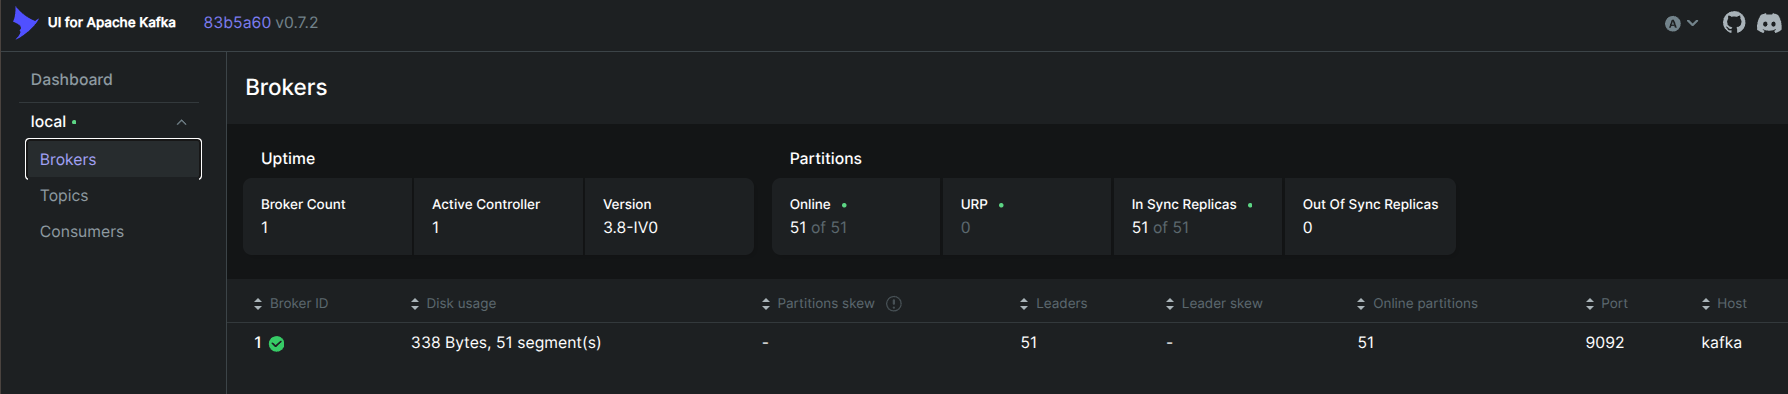 UI for Apache Kafka 83b5a60 v0.7.2 A
Dashboard
local
Brokers
Topics
Consumers
Brokers
Uptime
Broker Count
1
Active Controller
1
Version
3.8-IV0
Partitions
Online
51 of 51
URP
0
In Sync Replicas
51 of 51
Out Of Sync Replicas
0
Broker ID Disk usage Partitions skew Leaders Leader skew Online partitions Port Host
1 338 Bytes, 51 segment(s) - 51 - 51 9092 kafka